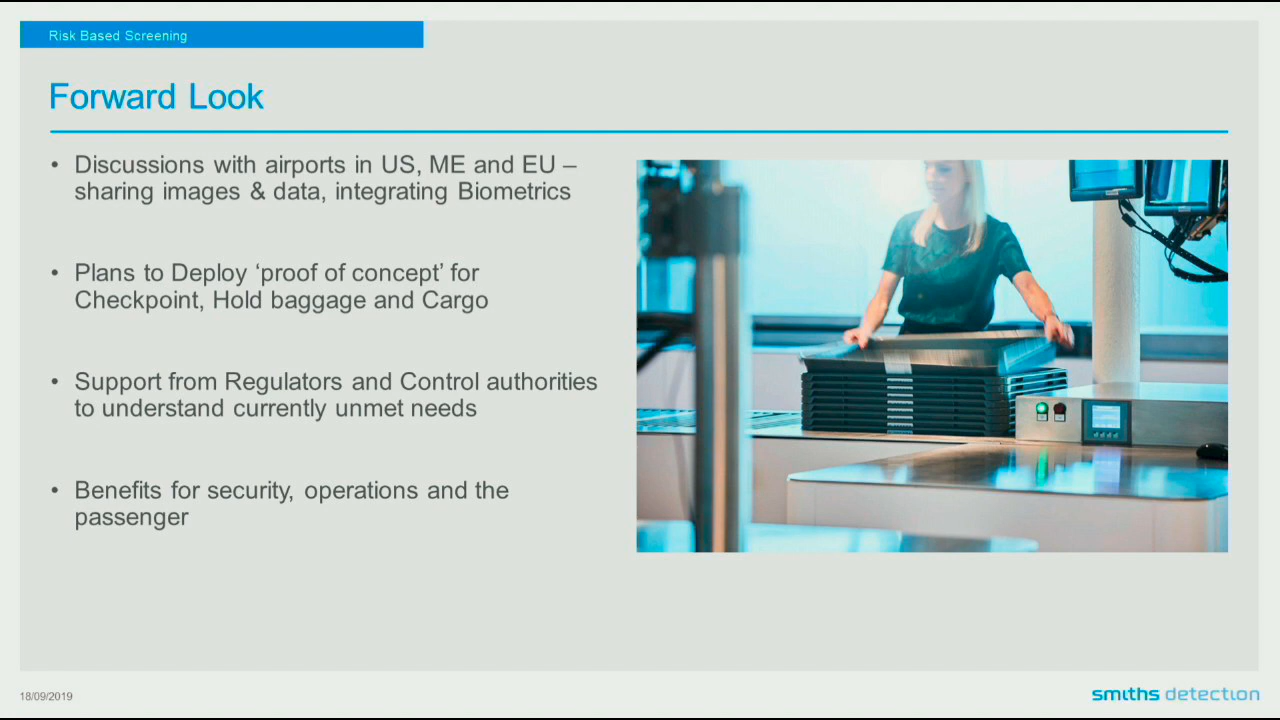 Risk Based Screening
Forward Look
• Discussions with airports in US, ME and EU –
sharing images & data, integrating Biometrics
• Plans to Deploy ‘proof of concept’ for
Checkpoint, Hold baggage and Cargo
• Support from Regulators and Control authorities
to understand currently unmet needs
• Benefits for security, operations and the
passenger
18/09/2019
smiths detection